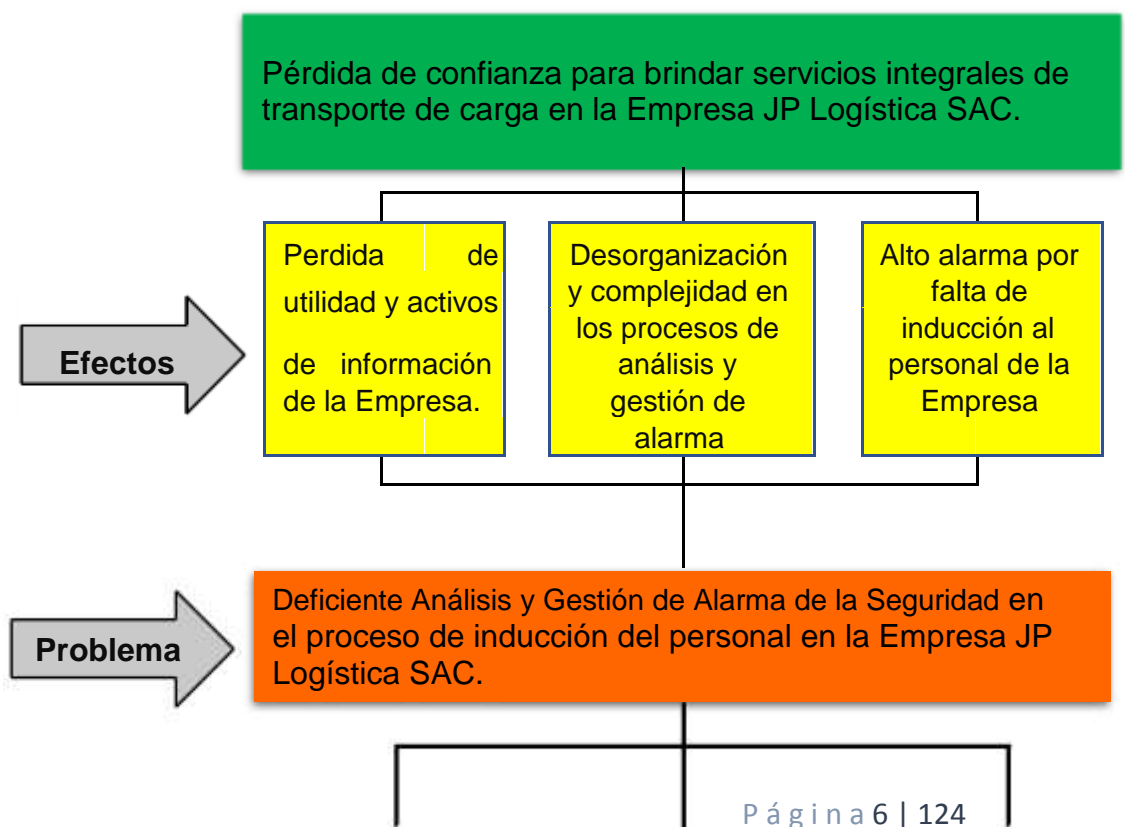 Pérdida de confianza para brindar servicios integrales de
transporte de carga en la Empresa JP Logística SAC.
Efectos
Perdida de
utilidad y activos
de información
de la Empresa.
Desorganización
y complejidad en
los procesos de
análisis y
gestión de
alarma
Alto alarma por
falta de
inducción al
personal de la
Empresa
Problema
Deficiente Análisis y Gestión de Alarma de la Seguridad en
el proceso de inducción del personal en la Empresa JP
Logística SAC.
Página 6 | 124